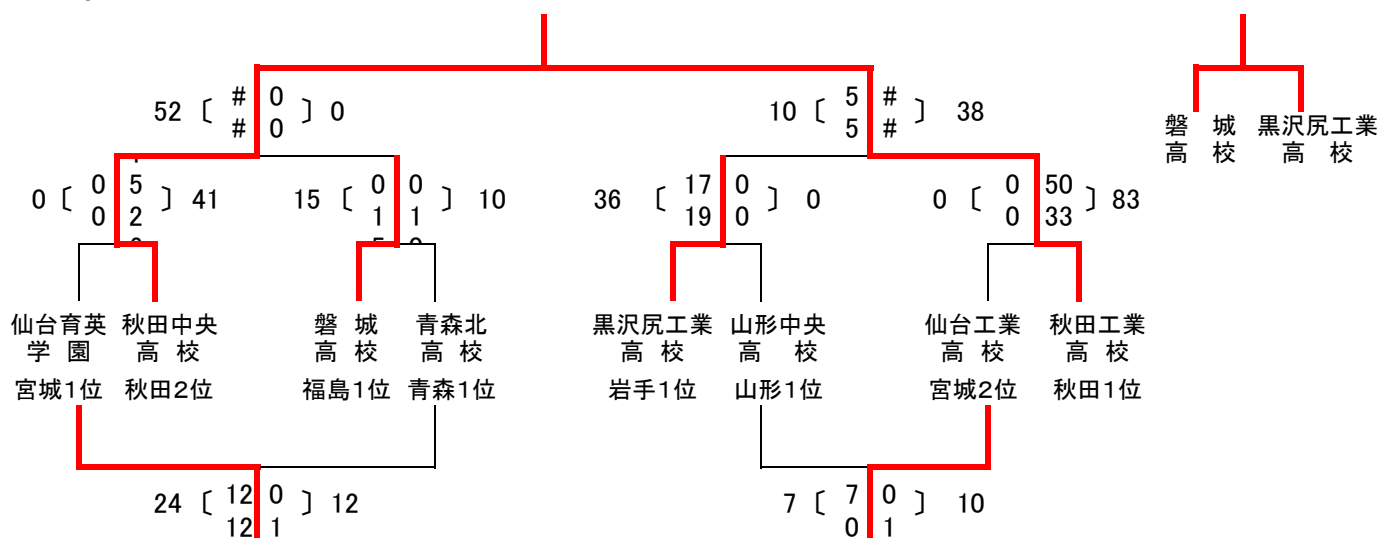 52 〔 # 0 〕 0
# 0
10 〔 5 # 〕 38
5 #
磐 城 黒沢尻工業
高 校 高 校
0 〔 0 5 〕 41
0 2
15 〔 0 0 〕 10
1 1
36 〔 17 0 〕 0
19 0
0 〔 0 50 〕 83
0 33
仙台育英 秋田中央 磐 城 青森北 黒沢尻工業 山形中央 仙台工業 秋田工業
学 園 高 校 高 校 高 校 高 校 高 校 高 校 高 校
宮城1位 秋田2位 福島1位 青森1位 岩手1位 山形1位 宮城2位 秋田1位
24 〔 12 0 〕 12
12 1
7 〔 7 0 〕 10
0 1